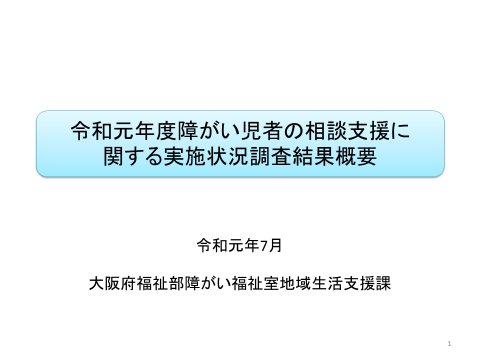 令和元年度障がい児者の相談支援に
関する実施状況調査結果概要
令和元年7月
大阪府福祉部障がい福祉室地域生活支援課
1